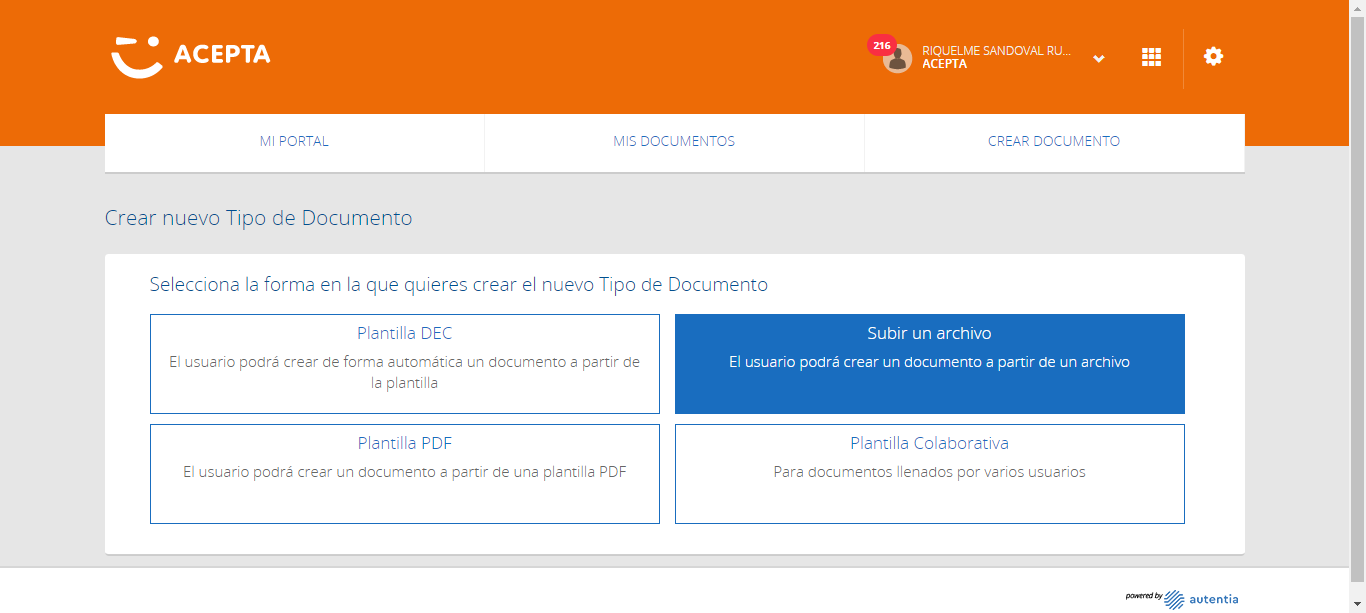 ACEPTA
216
RIQUELME SANDOVAL RU...
ACEPTA
MI PORTAL
MIS DOCUMENTOS
CREAR DOCUMENTO
Crear nuevo Tipo de Documento
Selecciona la forma en la que quieres crear el nuevo Tipo de Documento
Plantilla DEC
El usuario podrá crear de forma automática un documento a partir de
la plantilla
Subir un archivo
El usuario podrá crear un documento a partir de un archivo
Plantilla PDF
El usuario podrá crear un documento a partir de una plantilla PDF
Plantilla Colaborativa
Para documentos llenados por varios usuarios
powered by autentia